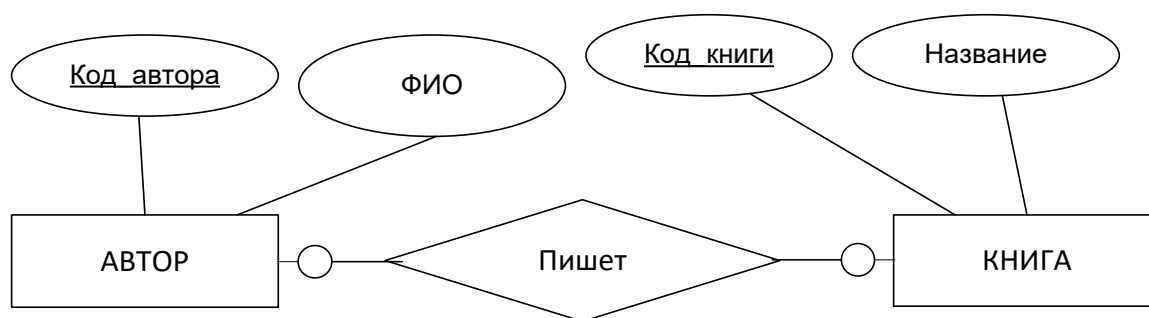 Код_автора
ФИО
Код_книги
Название
АВТОР
Пишет
КНИГА